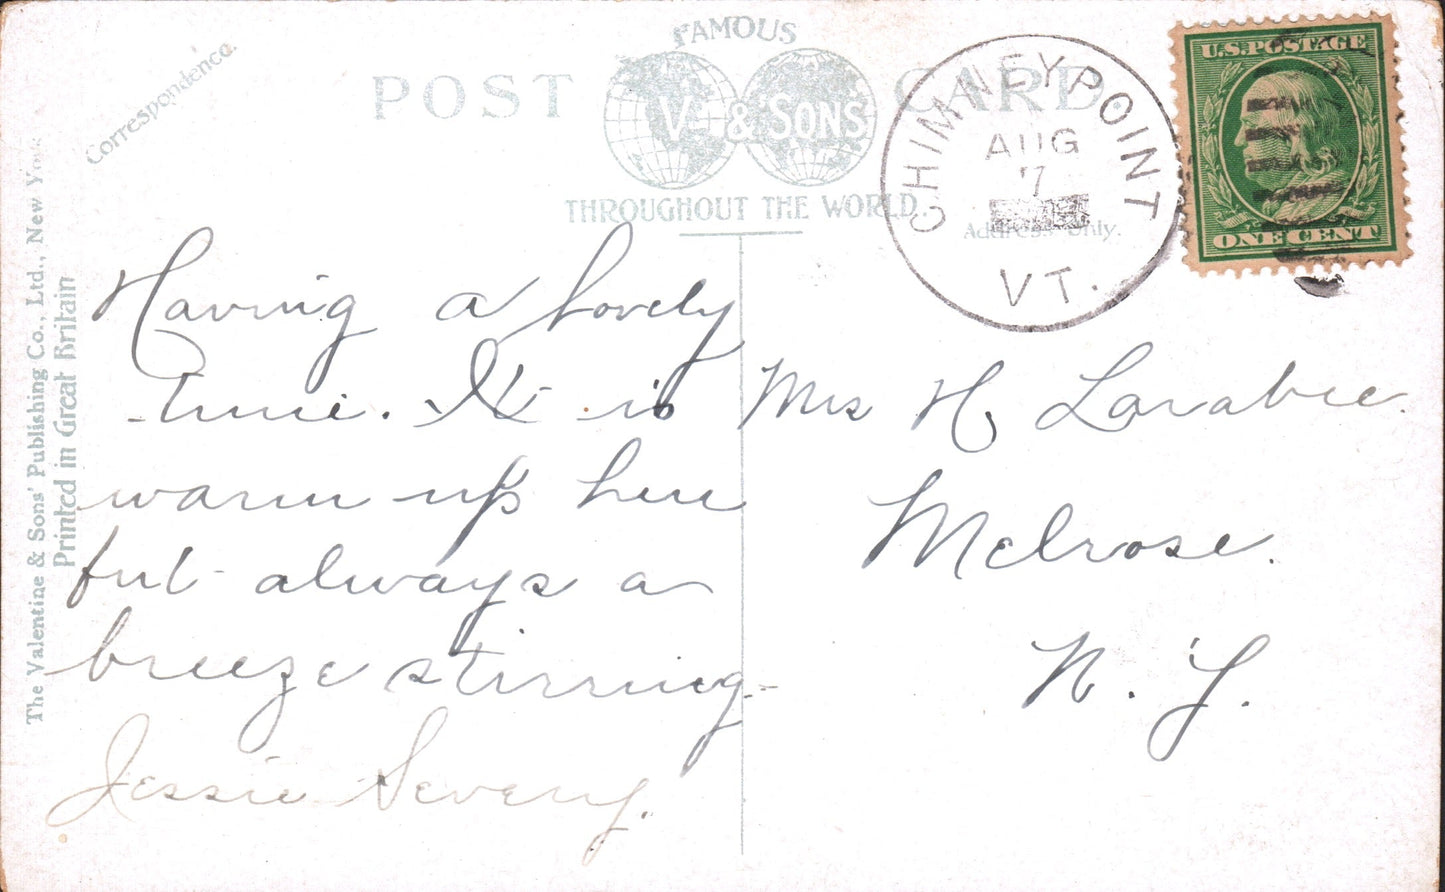 Correspondence.
POST CARD.
FAMOUS
V & SONS
THROUGHOUT THE WORLD.
Address Only.
CHIMNEY POINT
AUG
7
VT.
U.S. POSTAGE
ONE CENT
The Valentine & Sons' Publishing Co., Ltd., New York
Printed in Great Britain
Having a lovely
time. It is
warm up here
but always a
breeze stirring-
Jessie Severy.
Mrs H. Larabee.
Melrose.
N. Y.